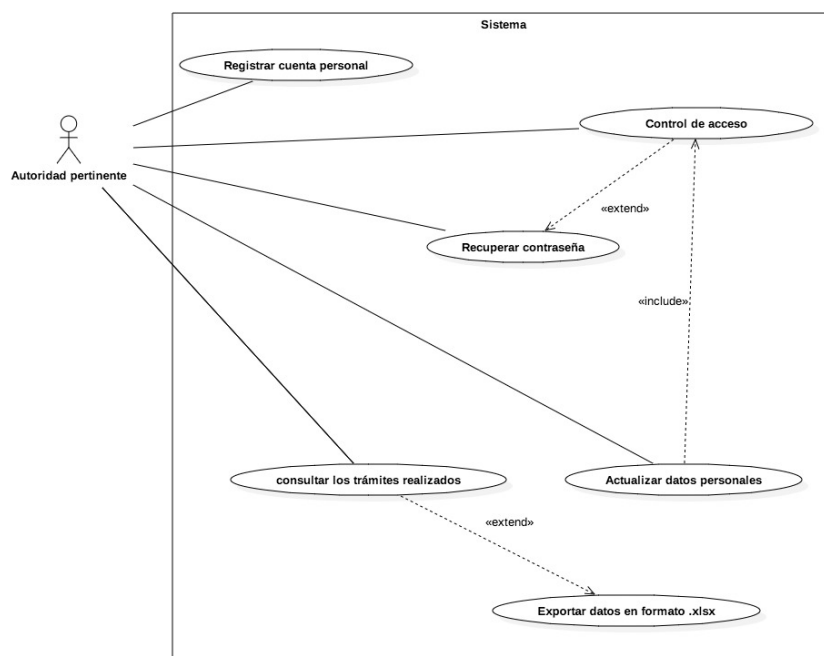 Sistema
Registrar cuenta personal
Control de acceso
Autoridad pertinente
«extend»
Recuperar contraseña
«include»
consultar los trámites realizados
Actualizar datos personales
«extend»
Exportar datos en formato .xlsx